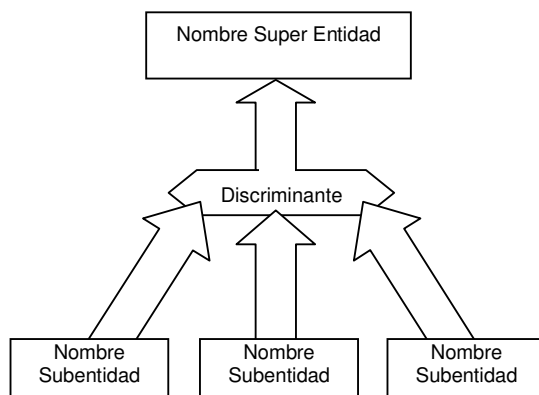 Nombre Super Entidad
Discriminante
Nombre
Subentidad
Nombre
Subentidad
Nombre
Subentidad